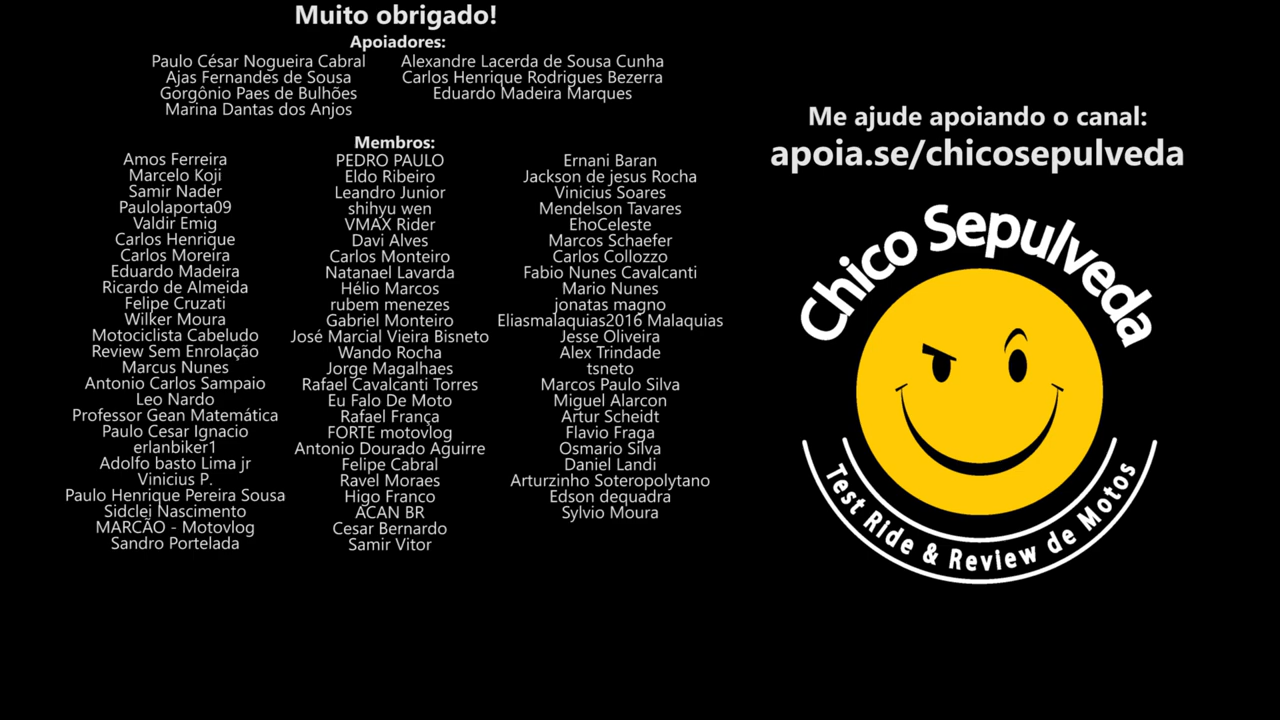 Muito obrigado!
Apoiadores:
Paulo César Nogueira Cabral
Ajas Fernandes de Sousa
Gorgônio Paes de Bulhões
Marina Dantas dos Anjos
Alexandre Lacerda de Sousa Cunha
Carlos Henrique Rodrigues Bezerra
Eduardo Madeira Marques
Membros:
Amos Ferreira
Marcelo Koji
Samir Nader
Paulolaporta09
Valdir Emig
Carlos Henrique
Carlos Moreira
Eduardo Madeira
Ricardo de Almeida
Felipe Cruzati
Wilker Moura
Motociclista Cabeludo
Review Sem Enrolação
Marcus Nunes
Antonio Carlos Sampaio
Leo Nardo
Professor Gean Matemática
Paulo Cesar Ignacio
erlanbiker1
Adolfo basto Lima jr
Vinicius P.
Paulo Henrique Pereira Sousa
Sidclei Nascimento
MARCÃO - Motovlog
Sandro Portelada
PEDRO PAULO
Eldo Ribeiro
Leandro Junior
shihyu wen
VMAX Rider
Davi Alves
Carlos Monteiro
Natanael Lavarda
Hélio Marcos
rubem menezes
Gabriel Monteiro
José Marcial Vieira Bisneto
Wando Rocha
Jorge Magalhaes
Rafael Cavalcanti Torres
Eu Falo De Moto
Rafael França
FORTE motovlog
Antonio Dourado Aguirre
Felipe Cabral
Ravel Moraes
Higo Franco
ACAN BR
Cesar Bernardo
Samir Vitor
Ernani Baran
Jackson de jesus Rocha
Vinicius Soares
Mendelson Tavares
EhoCeleste
Marcos Schaefer
Carlos Collozzo
Fabio Nunes Cavalcanti
Mario Nunes
jonatas magno
Eliasmalaquias2016 Malaquias
Jesse Oliveira
Alex Trindade
tsneto
Marcos Paulo Silva
Miguel Alarcon
Artur Scheidt
Flavio Fraga
Osmario Silva
Daniel Landi
Arturzinho Soteropolytano
Edson dequadra
Sylvio Moura
Me ajude apoiando o canal:
apoia.se/chicosepulveda
Chico Sepulveda
Test Ride & Review de Motos